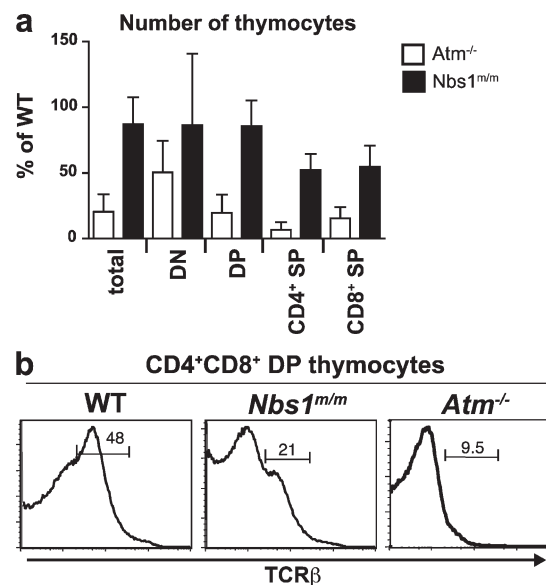 a
Number of thymocytes
% of WT
150
100
50
0
Atm-/-
Nbs1m/m
total
DN
DP
CD4+ SP
CD8+ SP
b
CD4+CD8+ DP thymocytes
WT
Nbs1m/m
Atm-/-
48
21
9.5
TCRβ